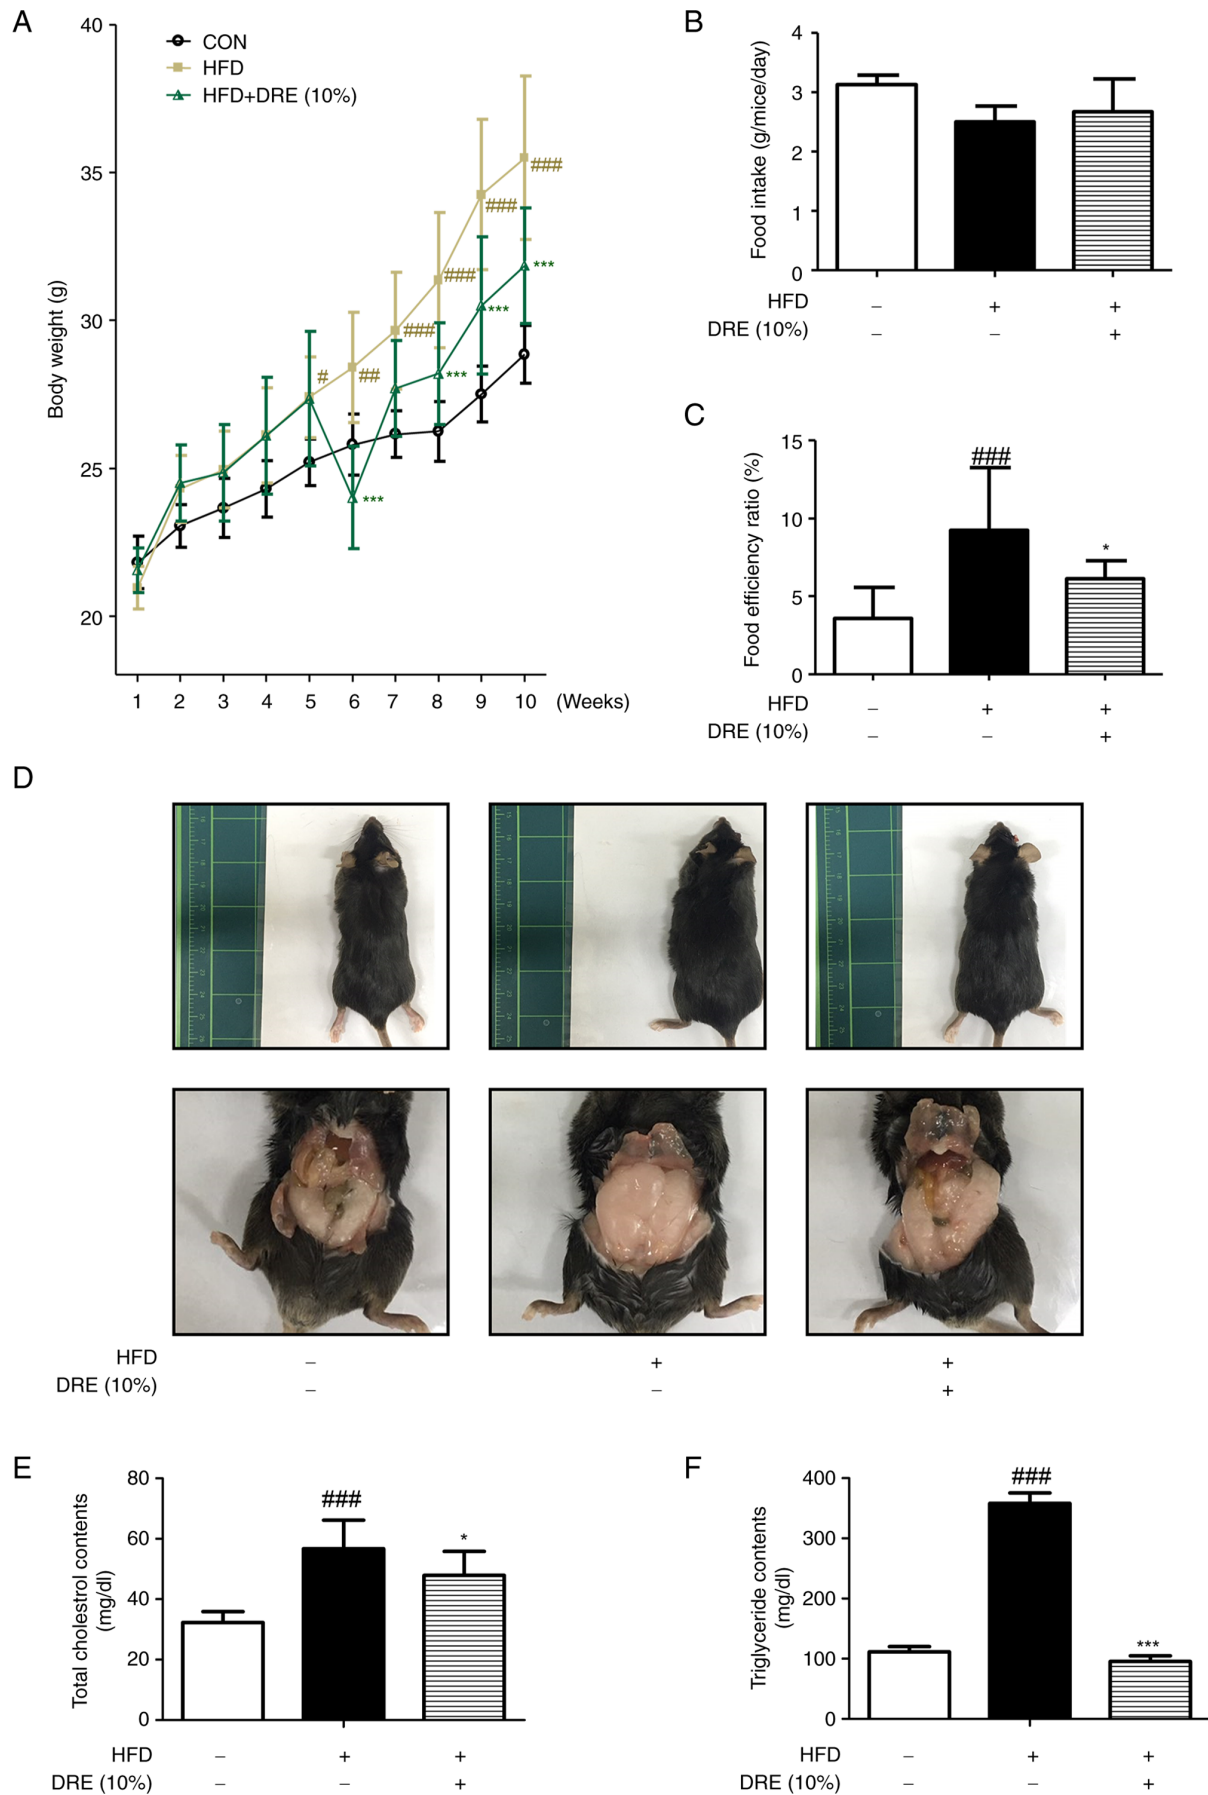 A
40
35
30
25
20
Body weight (g)
CON
HFD
HFD+DRE (10%)
#
##
###
###
###
###
***
***
***
***
1 2 3 4 5 6 7 8 9 10 (Weeks)
B
4
3
2
1
0
Food intake (g/mice/day)
HFD – + +
DRE (10%) – – +
C
15
10
5
0
Food efficiency ratio (%)
###
*
HFD – + +
DRE (10%) – – +
D
HFD – + +
DRE (10%) – – +
E
80
60
40
20
0
Total cholestrol contents
(mg/dl)
###
*
HFD – + +
DRE (10%) – – +
F
400
300
200
100
0
Triglyceride contents
(mg/dl)
###
***
HFD – + +
DRE (10%) – – +